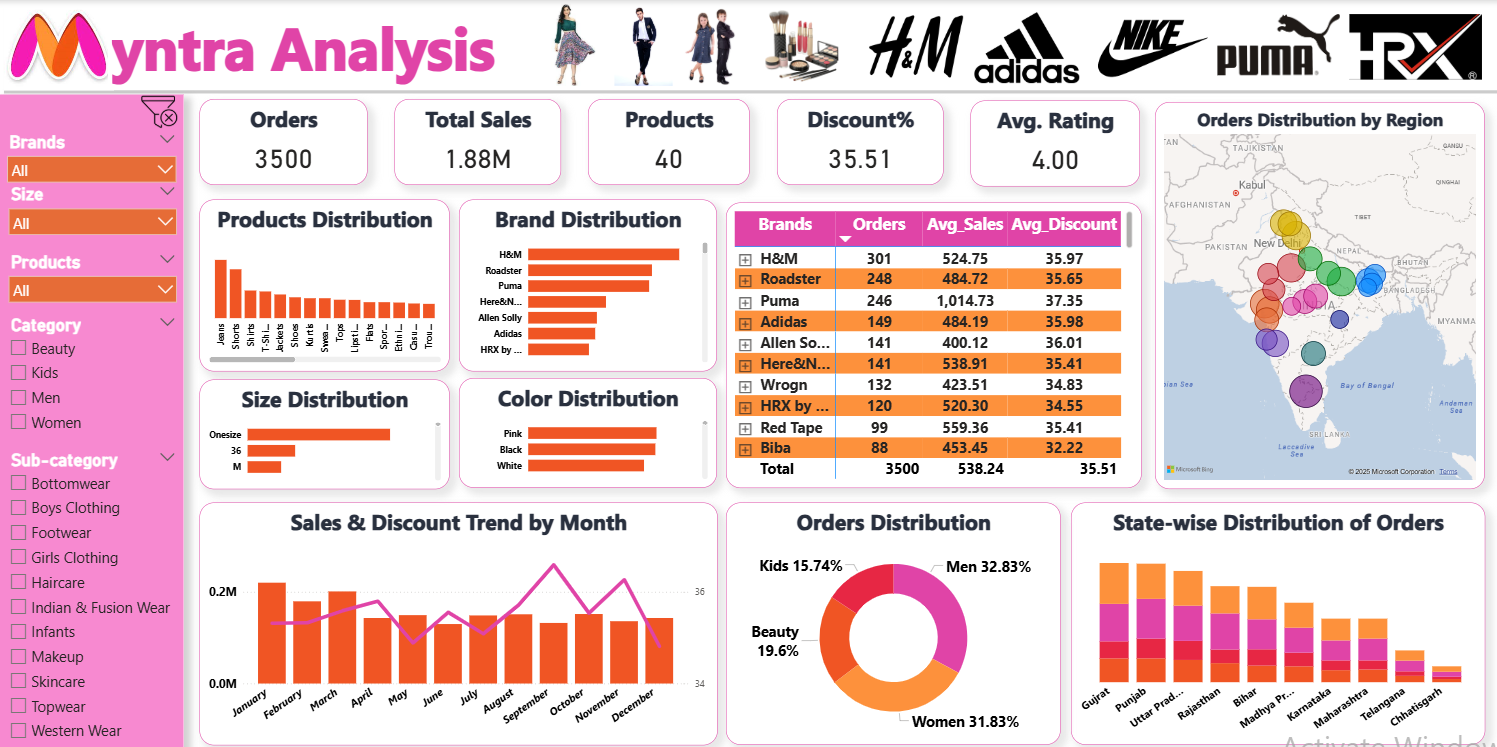 Myntra Analysis
H&M
adidas
NIKE
PUMA
HRX
®
Brands
All
Size
All
Products
All
Category
Beauty
Kids
Men
Women
Sub-category
Bottomwear
Boys Clothing
Footwear
Girls Clothing
Haircare
Indian & Fusion Wear
Infants
Makeup
Skincare
Topwear
Western Wear
Orders
3500
Total Sales
1.88M
Products
40
Discount%
35.51
Avg. Rating
4.00
Products Distribution
Jeans
Shorts
Shirts
T-Shi...
Jackets
Shoes
Kurtis
Swea...
Tops
Lipsti...
Flats
Spor...
Ethni...
Casu...
Trou...
Brand Distribution
H&M
Roadster
Puma
Here&N...
Allen Solly
Adidas
HRX by ...
Size Distribution
Onesize
36
M
Color Distribution
Pink
Black
White
Brands Orders Avg_Sales Avg_Discount
H&M 301 524.75 35.97
Roadster 248 484.72 35.65
Puma 246 1,014.73 37.35
Adidas 149 484.19 35.98
Allen So... 141 400.12 36.01
Here&N... 141 538.91 35.41
Wrogn 132 423.51 34.83
HRX by ... 120 520.30 34.55
Red Tape 99 559.36 35.41
Biba 88 453.45 32.22
Total 3500 538.24 35.51
Orders Distribution by Region
TAJIKISTAN
GANSU
Kabul
QINGHAI
AFGHANISTAN
TIBET
PAKISTAN
New Delhi
NEPAL
BHUTAN
BANGLADESH
INDIA
MYANMA
Bay of Bengal
Andaman
Sea
SRI LANKA
Laccadive
Sea
Microsoft Bing
© 2025 Microsoft Corporation Terms
Sales & Discount Trend by Month
0.2M
0.0M
36
34
January
February
March
April
May
June
July
August
September
October
November
December
Orders Distribution
Kids 15.74%
Men 32.83%
Beauty
19.6%
Women 31.83%
State-wise Distribution of Orders
Gujrat
Punjab
Uttar Prad...
Rajasthan
Bihar
Madhya Pr...
Karnataka
Maharashtra
Telangana
Chhatisgarh
Activate Window